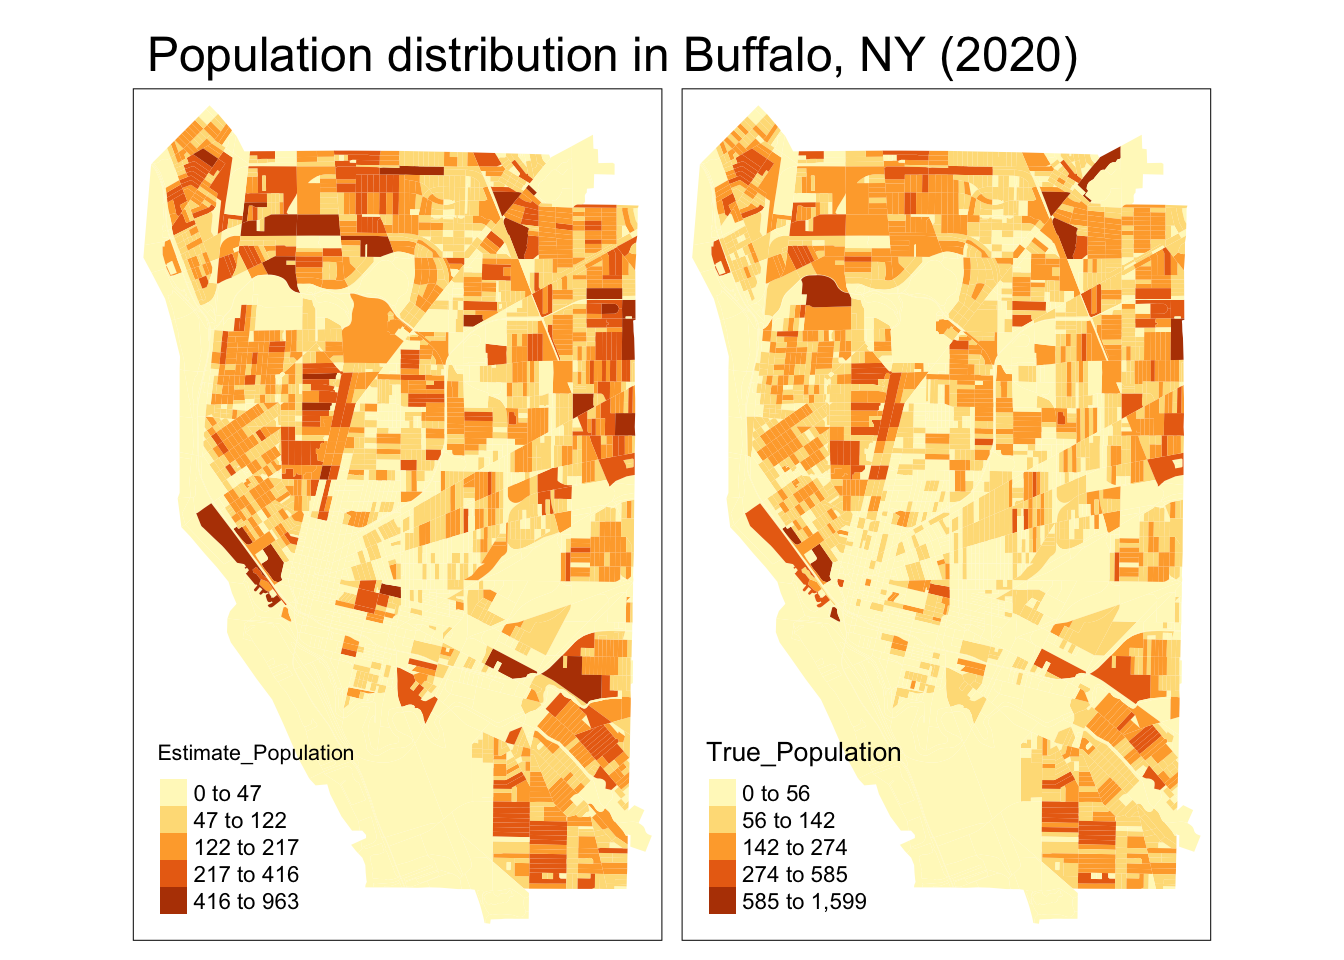 Population distribution in Buffalo, NY (2020)
Estimate_Population
0 to 47
47 to 122
122 to 217
217 to 416
416 to 963
True_Population
0 to 56
56 to 142
142 to 274
274 to 585
585 to 1,599